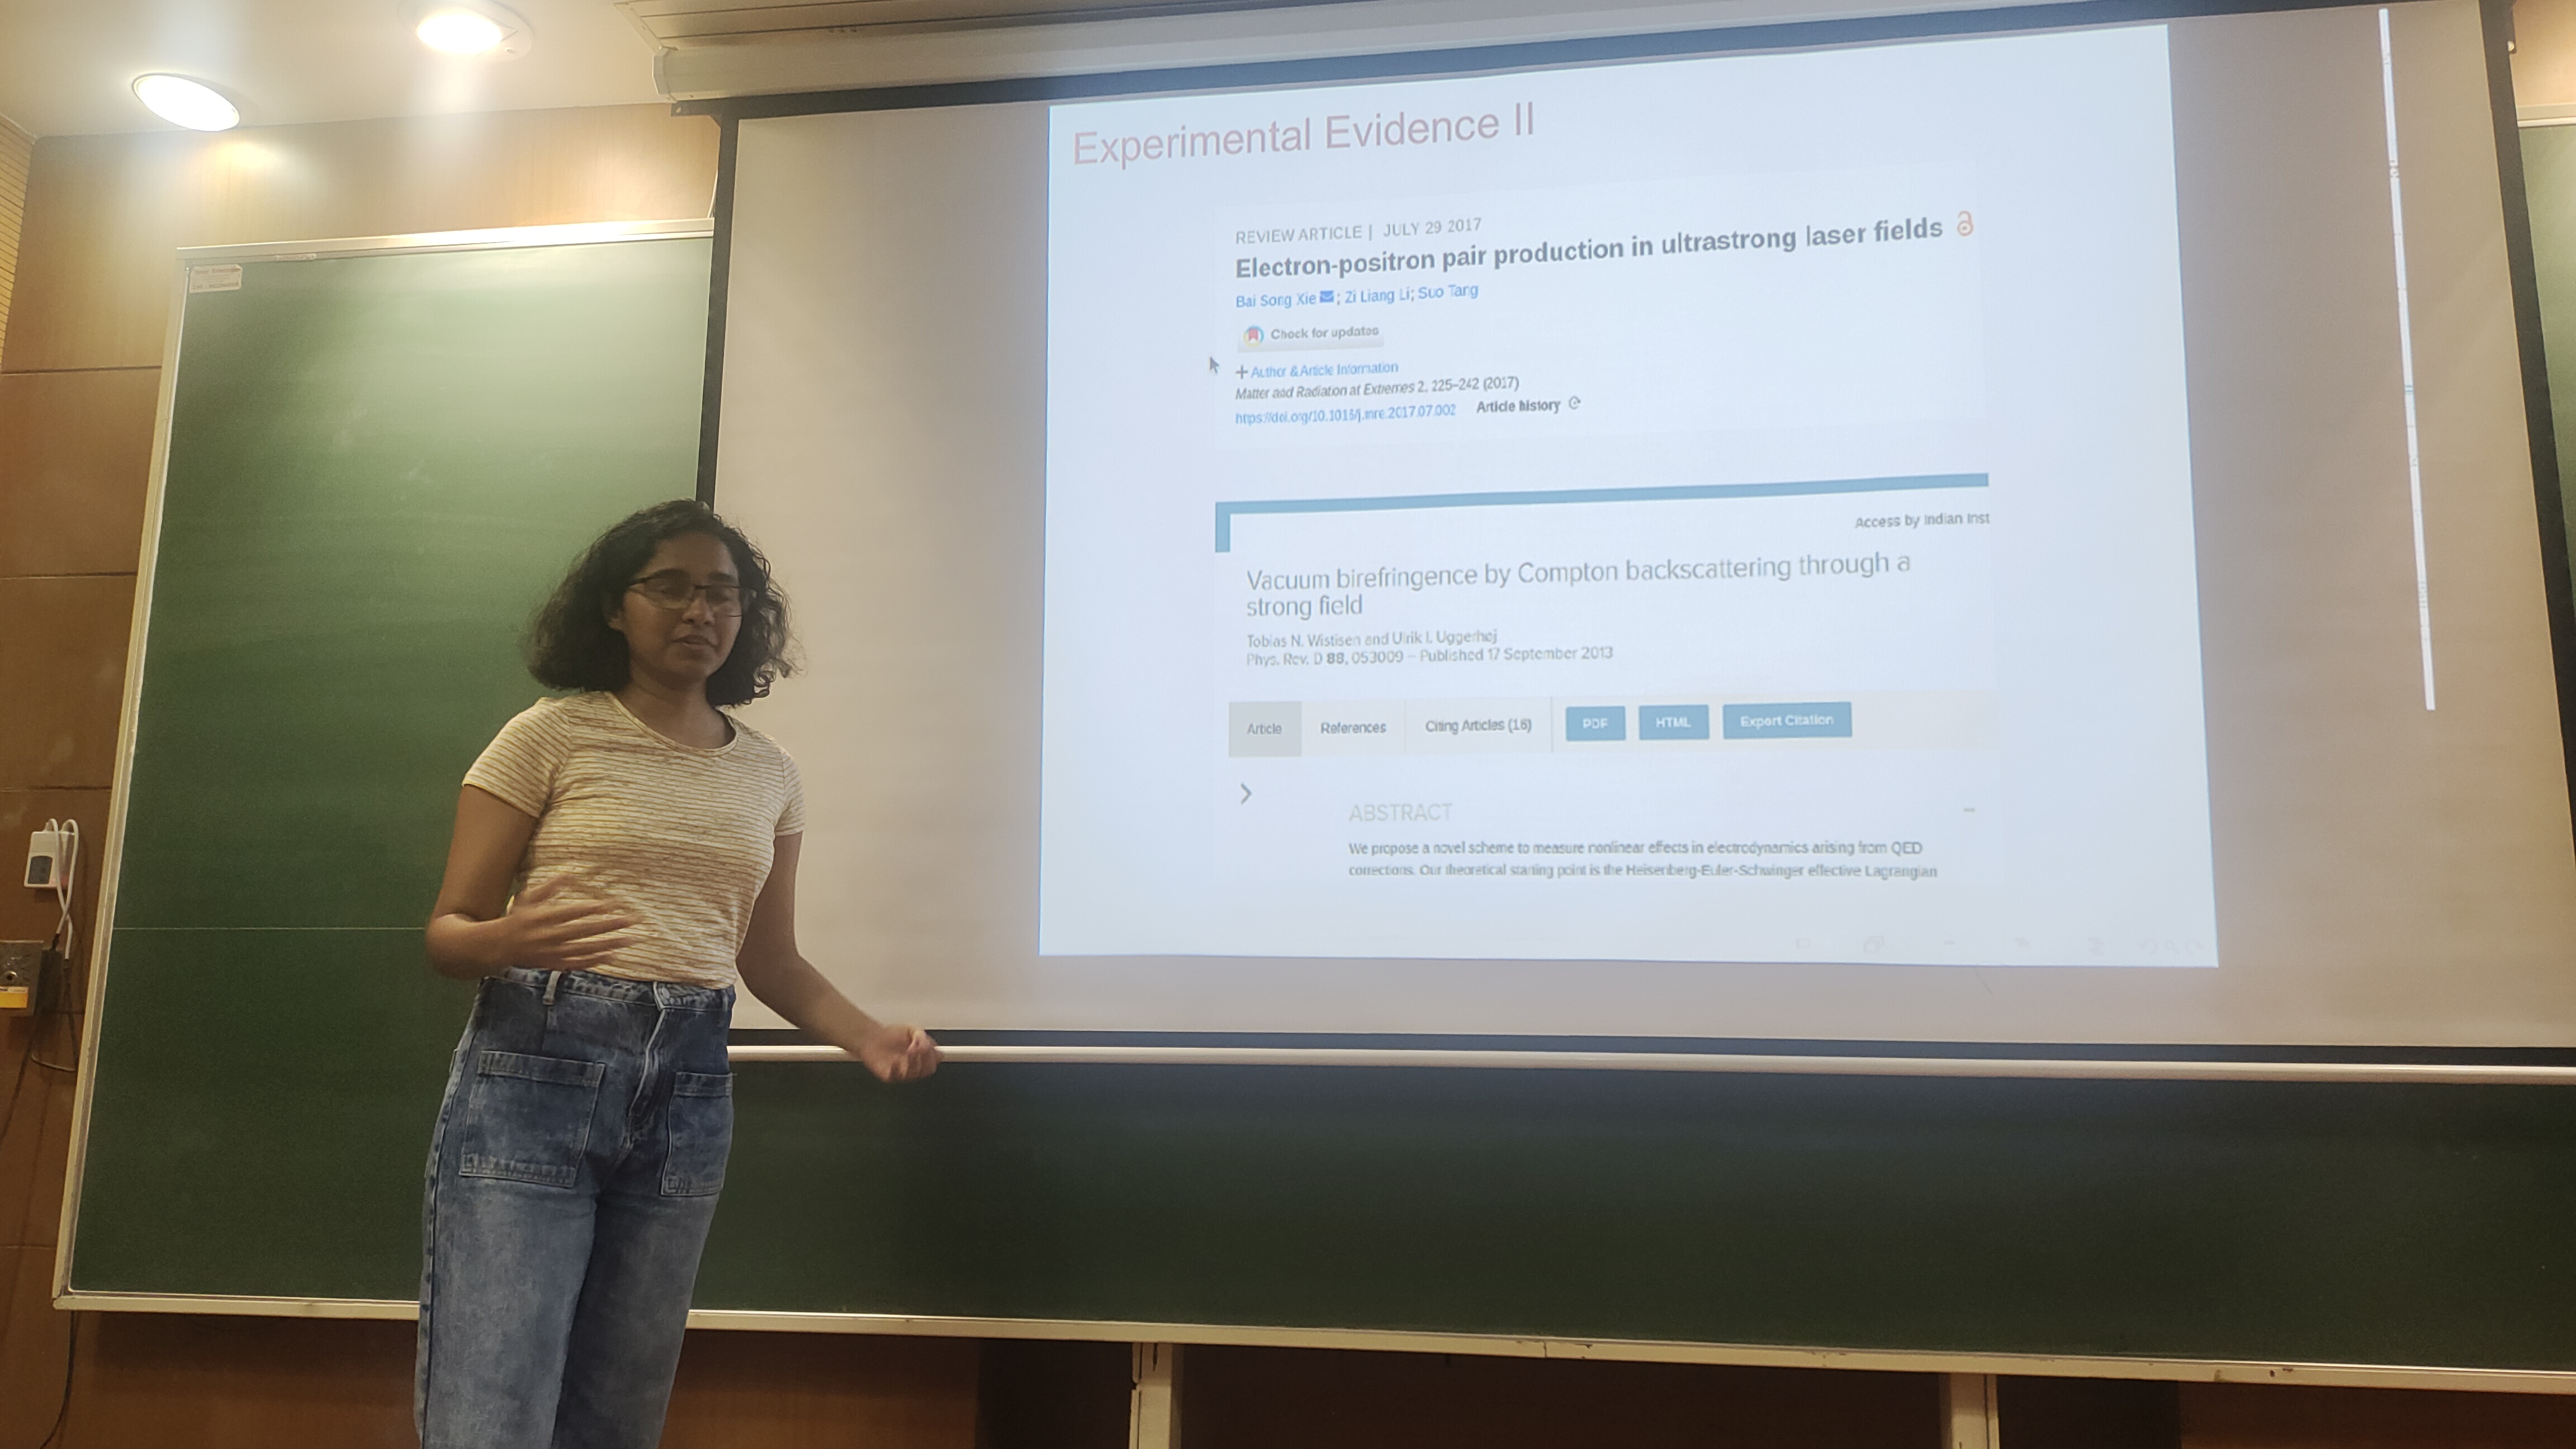 Experimental Evidence II
REVIEW ARTICLE | JULY 29 2017
Electron-positron pair production in ultrastrong laser fields
Bai Song Xie ; Zi Liang Li; Suo Tang
Check for updates
+ Author & Article Information
Matter and Radiation at Extremes 2, 225–242 (2017)
https://doi.org/10.1016/j.mre.2017.07.002 Article history
Access by Indian Inst
Vacuum birefringence by Compton backscattering through a
strong field
Tobias N. Wistisen and Ulrik I. Uggerhøj
Phys. Rev. D 88, 053009 – Published 17 September 2013
Article References Citing Articles (16) PDF HTML Export Citation
ABSTRACT
We propose a novel scheme to measure nonlinear effects in electrodynamics arising from QED
corrections. Our theoretical starting point is the Heisenberg-Euler-Schwinger effective Lagrangian